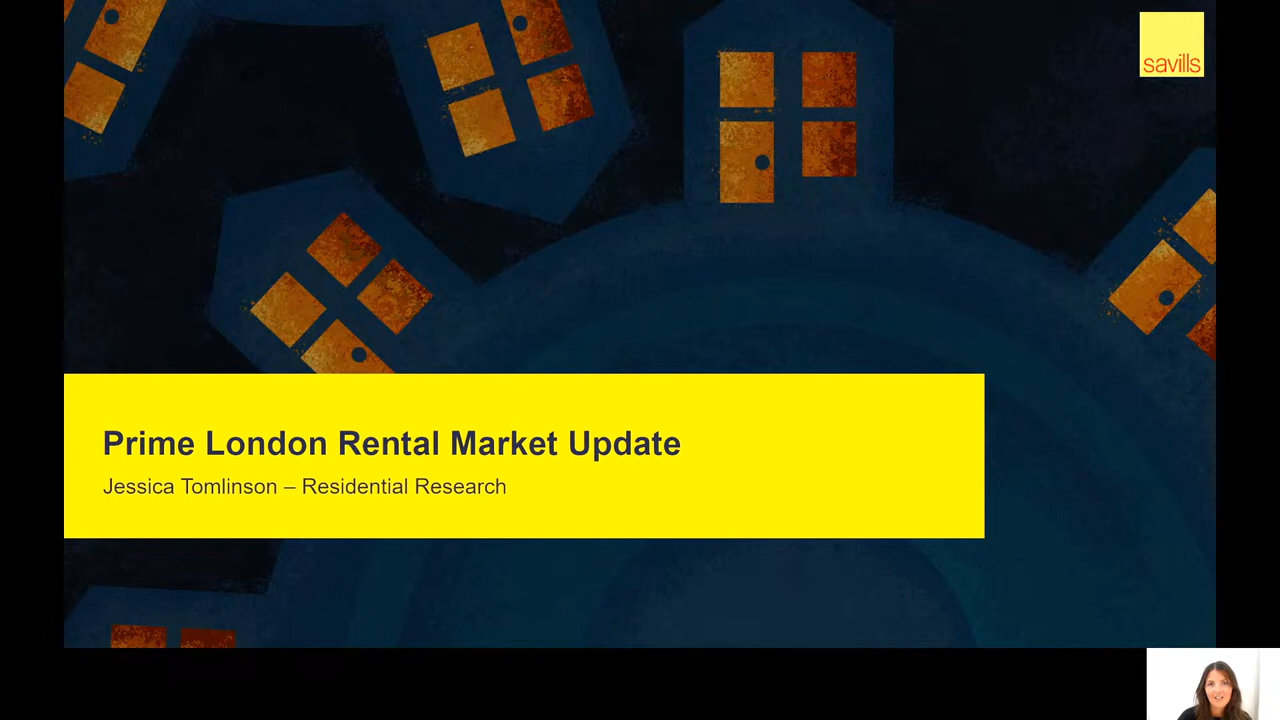 savills
Prime London Rental Market Update
Jessica Tomlinson – Residential Research